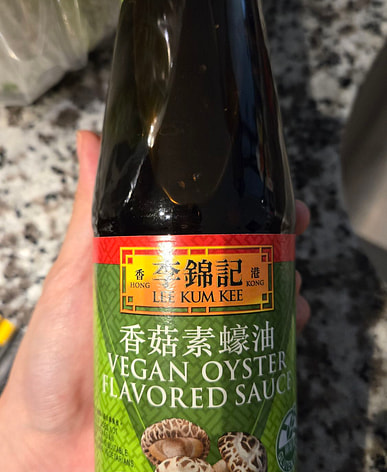 香 李錦記 港
HONG KONG
LEE KUM KEE
香菇素蠔油
VEGAN OYSTER
FLAVORED SAUCE